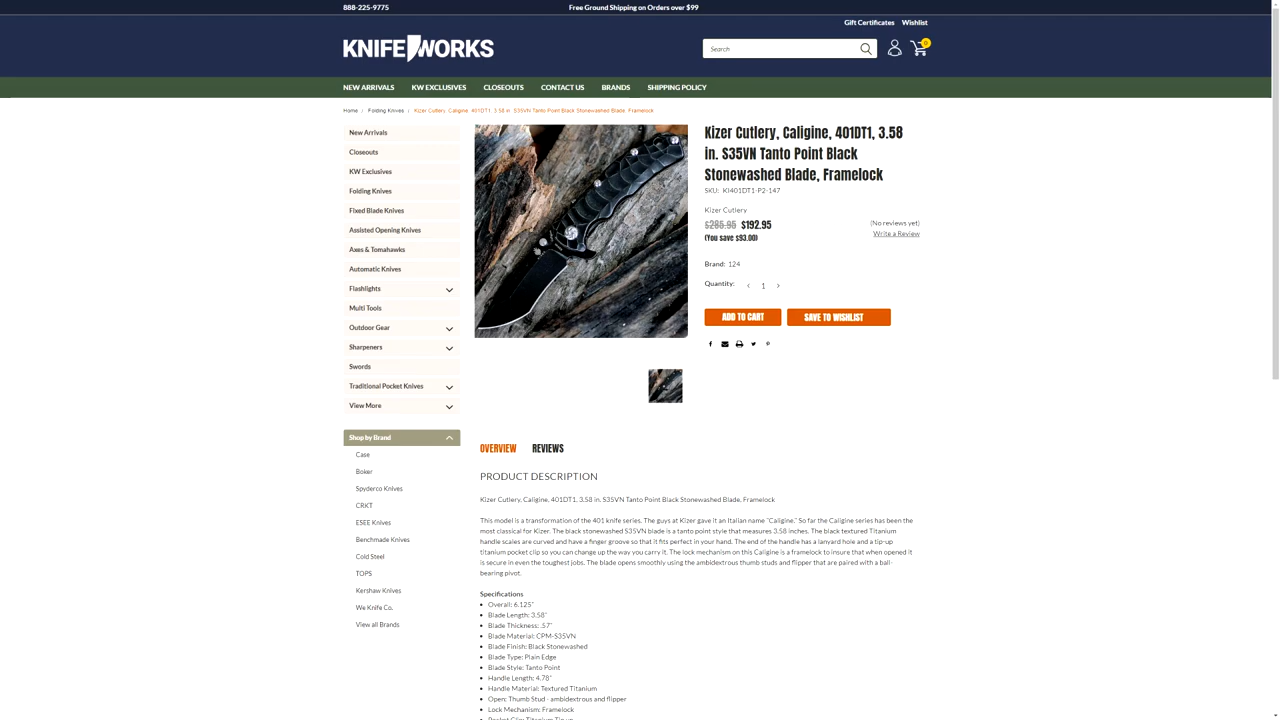 888-225-9775
Free Ground Shipping on Orders over $99
Gift Certificates Wishlist
KNIFEWORKS
Search
0
NEW ARRIVALS KW EXCLUSIVES CLOSEOUTS CONTACT US BRANDS SHIPPING POLICY
Home Folding Knives Kizer Cutlery, Caligine, 401DT1, 3.58 in. S35VN Tanto Point Black Stonewashed Blade, Framelock
New Arrivals
Closeouts
KW Exclusives
Folding Knives
Fixed Blade Knives
Assisted Opening Knives
Axes & Tomahawks
Automatic Knives
Flashlights
Multi Tools
Outdoor Gear
Sharpeners
Swords
Traditional Pocket Knives
View More
Shop by Brand
Case
Boker
Spyderco Knives
CRKT
ESEE Knives
Benchmade Knives
Cold Steel
TOPS
Kershaw Knives
We Knife Co.
View all Brands
Kizer Cutlery, Caligine, 401DT1, 3.58
in. S35VN Tanto Point Black
Stonewashed Blade, Framelock
SKU: KI401DT1-P2-147
Kizer Cutlery
$285.95 $192.95
(You save $93.00)
(No reviews yet)
Write a Review
Brand: 124
Quantity: 1
ADD TO CART SAVE TO WISHLIST
OVERVIEW REVIEWS
PRODUCT DESCRIPTION
Kizer Cutlery, Caligine, 401DT1, 3.58 in. S35VN Tanto Point Black Stonewashed Blade, Framelock
This model is a transformation of the 401 knife series. The guys at Kizer gave it an Italian name "Caligine." So far the Caligine series has been the
most classical for Kizer. The black stonewashed S35VN blade is a tanto point style that measures 3.58 inches. The black textured Titanium
handle scales are curved and have a finger groove so that it fits perfect in your hand. The end of the handle has a lanyard hole and a tip-up
titanium pocket clip so you can change up the way you carry it. The lock mechanism on this Caligine is a framelock to insure that when opened it
is secure in even the toughest jobs. The blade opens smoothly using the ambidextrous thumb studs and flipper that are paired with a ball-
bearing pivot.
Specifications
Overall: 6.125"
Blade Length: 3.58"
Blade Thickness: .57"
Blade Material: CPM-S35VN
Blade Finish: Black Stonewashed
Blade Type: Plain Edge
Blade Style: Tanto Point
Handle Length: 4.78"
Handle Material: Textured Titanium
Open: Thumb Stud - ambidextrous and flipper
Lock Mechanism: Framelock
Pocket Clip: Titanium Tip up